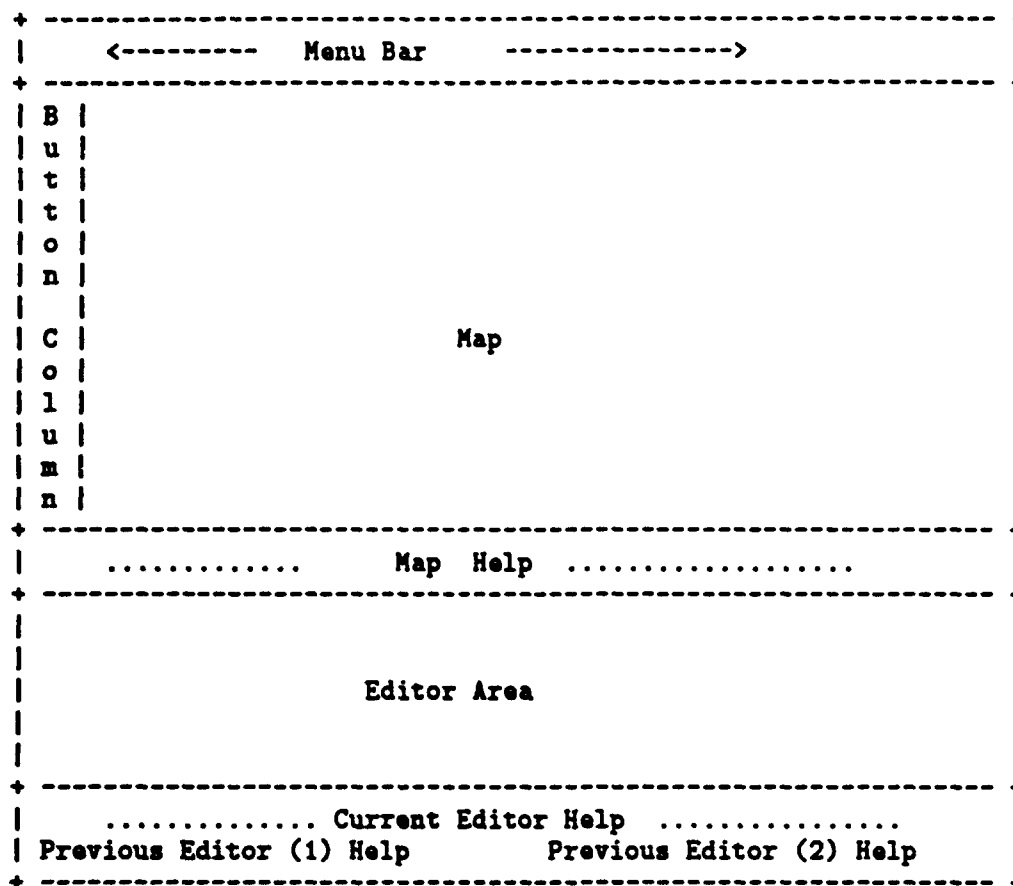 + ---------------------------------------------------------------
| <--------- Menu Bar ---------------> 
+ ---------------------------------------------------------------
| B |
| u |
| t |
| t |
| o |
| n |
| |
| C | Map
| o |
| l |
| u |
| m |
| n |
+ ---------------------------------------------------------------
| ............. Map Help ...................
+ ---------------------------------------------------------------
|
|
| Editor Area
|
|
+ ---------------------------------------------------------------
| .............. Current Editor Help ................
| Previous Editor (1) Help Previous Editor (2) Help
+ ---------------------------------------------------------------